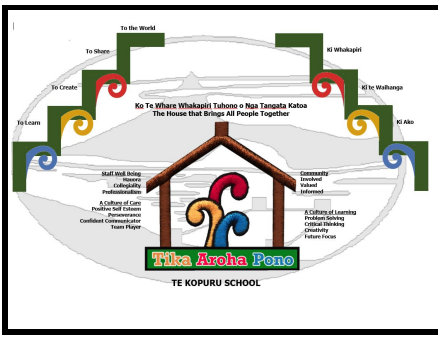 To the World
To Share
To Create
To Learn
Ki Whakapiri
Ki te Waihanga
Ki Ako
Ko Te Whare Whakapiri Tuhono o Nga Tangata Katoa
The House that Brings All People Together
Staff Well Being
Hauora
Collegiality
Professionalism
A Culture of Care
Positive Self Esteem
Perseverance
Confident Communicator
Team Player
Community
Involved
Valued
Informed
A Culture of Learning
Problem Solving
Critical Thinking
Creativity
Future Focus
Tika Aroha Pono
TE KOPURU SCHOOL